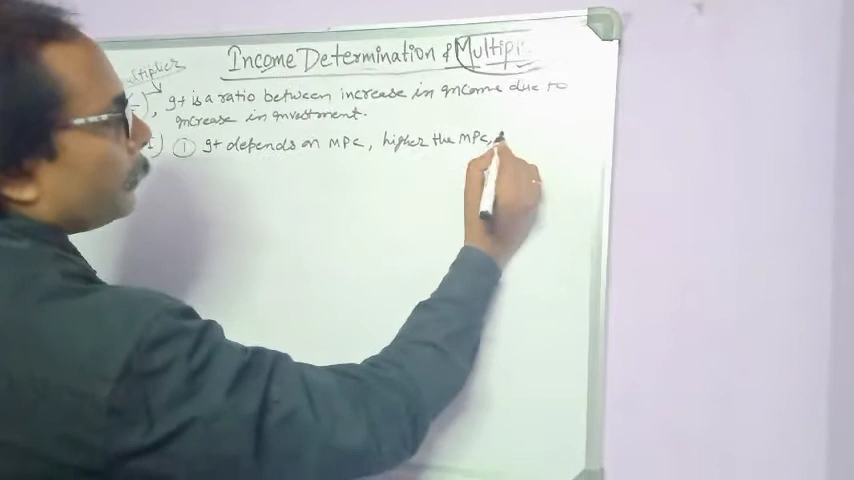 Income Determination & Multipl
Multiplier
, It is a ratio between increase in income due to
increase in investment.
① It depends on MPC, higher the MPC,